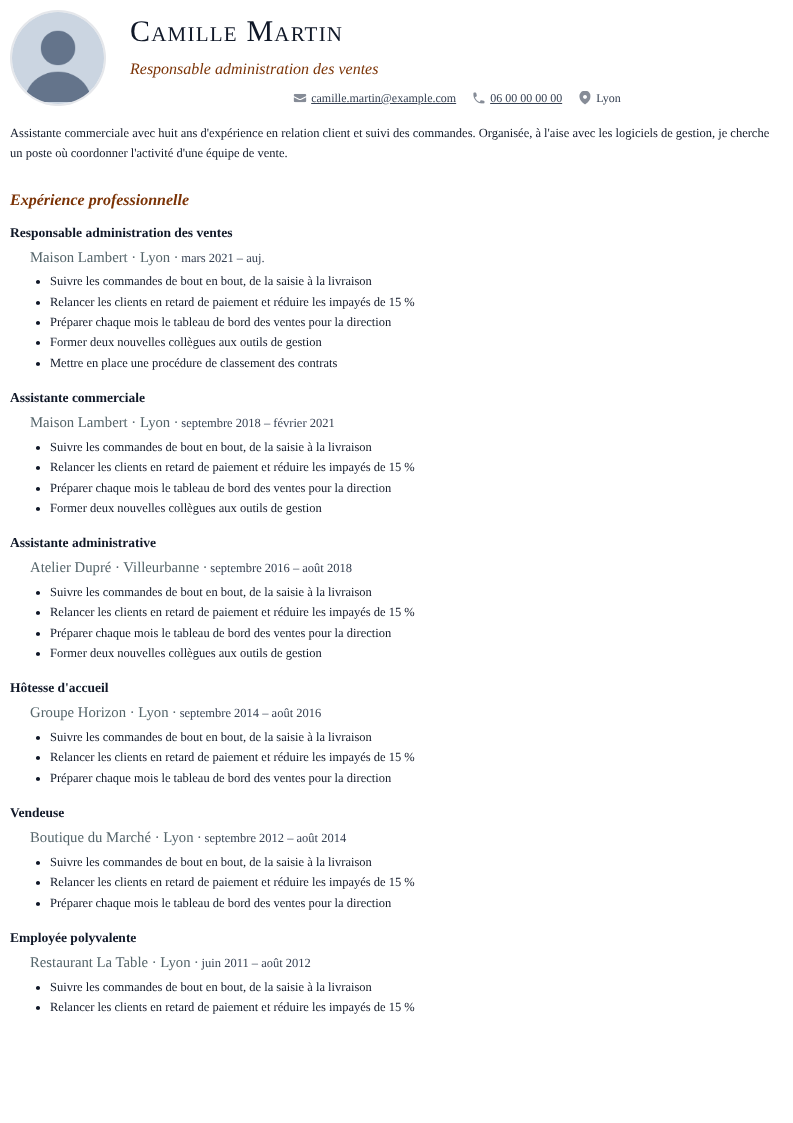 Camille Martin
Responsable administration des ventes
camille.martin@example.com 06 00 00 00 00 Lyon
Assistante commerciale avec huit ans d'expérience en relation client et suivi des commandes. Organisée, à l'aise avec les logiciels de gestion, je cherche
un poste où coordonner l'activité d'une équipe de vente.
Expérience professionnelle
Responsable administration des ventes
Maison Lambert · Lyon · mars 2021 – auj.
• Suivre les commandes de bout en bout, de la saisie à la livraison
• Relancer les clients en retard de paiement et réduire les impayés de 15 %
• Préparer chaque mois le tableau de bord des ventes pour la direction
• Former deux nouvelles collègues aux outils de gestion
• Mettre en place une procédure de classement des contrats
Assistante commerciale
Maison Lambert · Lyon · septembre 2018 – février 2021
• Suivre les commandes de bout en bout, de la saisie à la livraison
• Relancer les clients en retard de paiement et réduire les impayés de 15 %
• Préparer chaque mois le tableau de bord des ventes pour la direction
• Former deux nouvelles collègues aux outils de gestion
Assistante administrative
Atelier Dupré · Villeurbanne · septembre 2016 – août 2018
• Suivre les commandes de bout en bout, de la saisie à la livraison
• Relancer les clients en retard de paiement et réduire les impayés de 15 %
• Préparer chaque mois le tableau de bord des ventes pour la direction
• Former deux nouvelles collègues aux outils de gestion
Hôtesse d'accueil
Groupe Horizon · Lyon · septembre 2014 – août 2016
• Suivre les commandes de bout en bout, de la saisie à la livraison
• Relancer les clients en retard de paiement et réduire les impayés de 15 %
• Préparer chaque mois le tableau de bord des ventes pour la direction
Vendeuse
Boutique du Marché · Lyon · septembre 2012 – août 2014
• Suivre les commandes de bout en bout, de la saisie à la livraison
• Relancer les clients en retard de paiement et réduire les impayés de 15 %
• Préparer chaque mois le tableau de bord des ventes pour la direction
Employée polyvalente
Restaurant La Table · Lyon · juin 2011 – août 2012
• Suivre les commandes de bout en bout, de la saisie à la livraison
• Relancer les clients en retard de paiement et réduire les impayés de 15 %